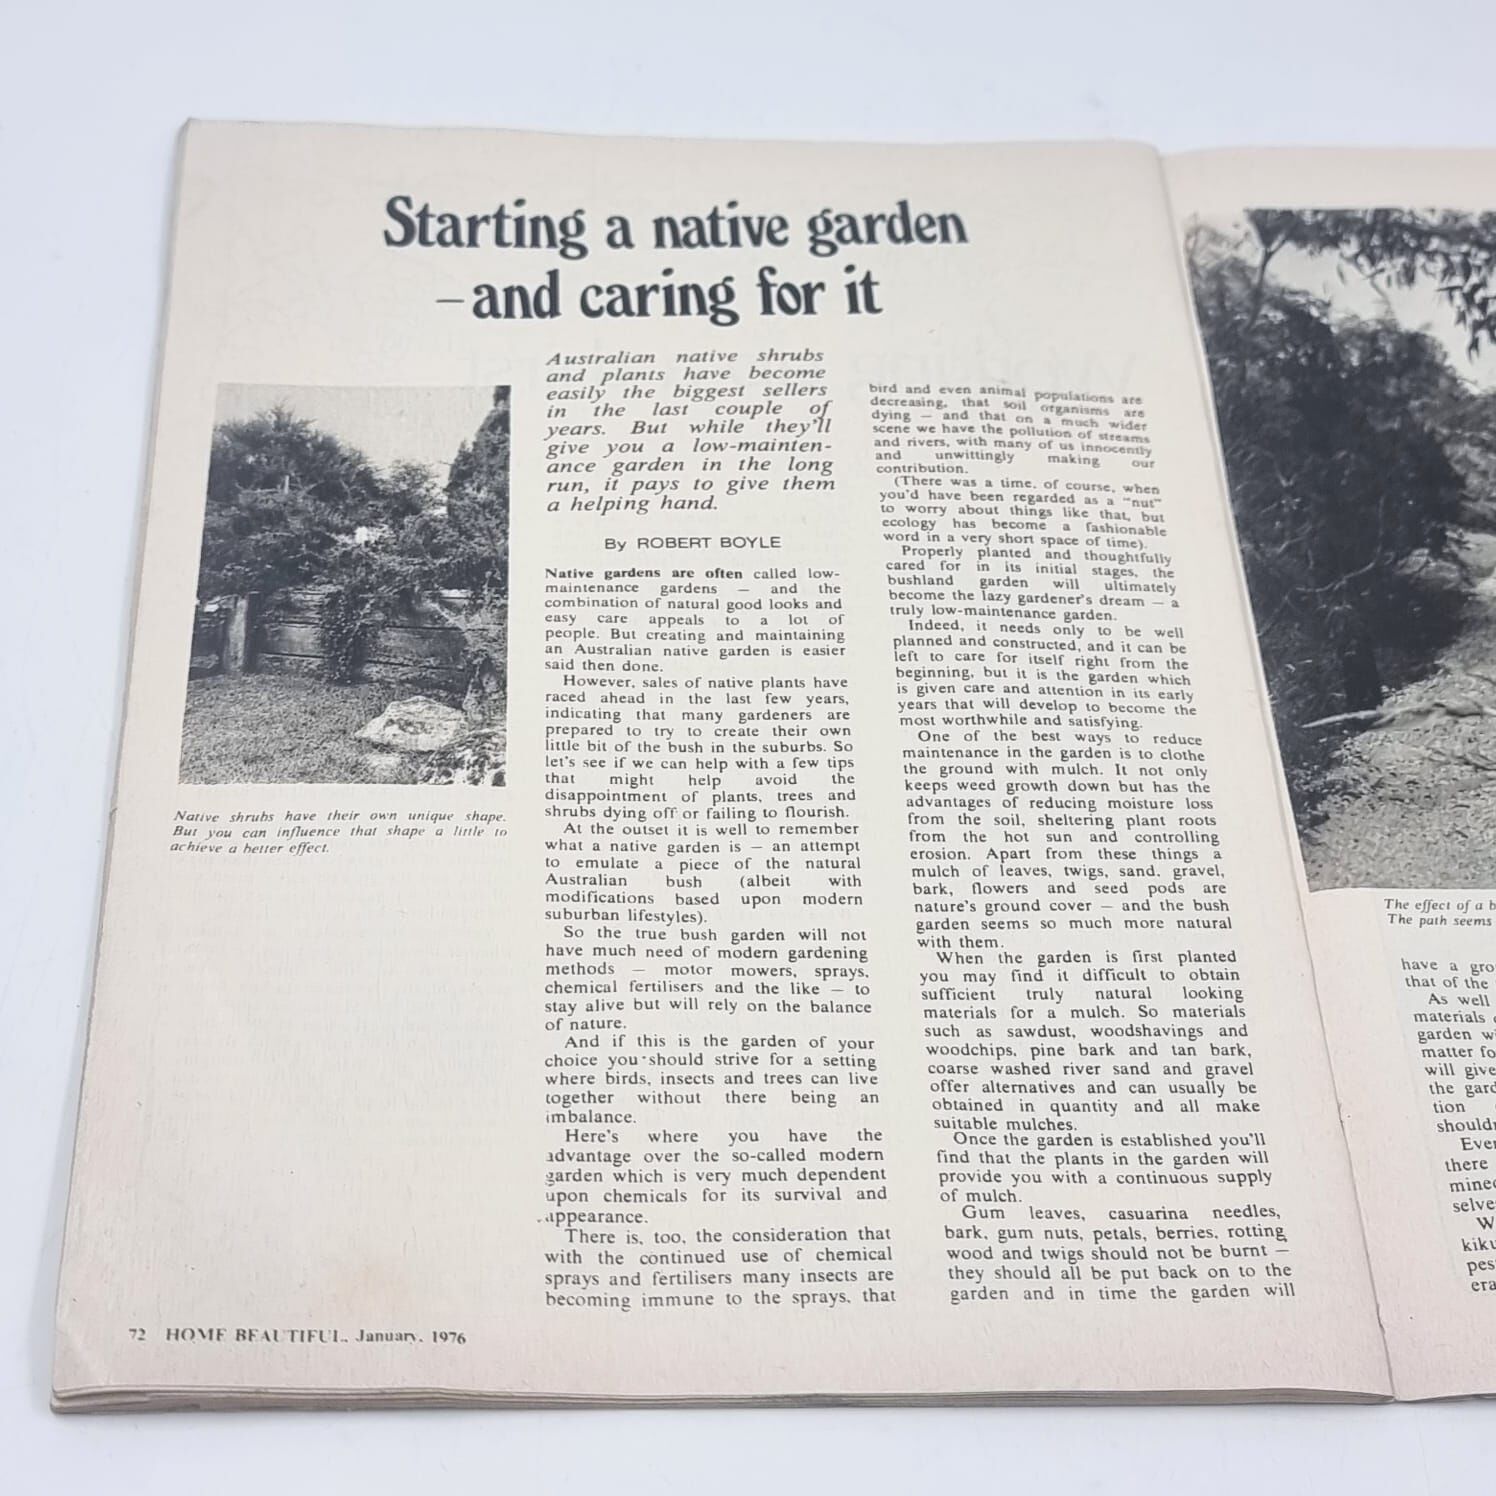 Starting a native garden
– and caring for it
Australian native shrubs
and plants have become
easily the biggest sellers
in the last couple of
years. But while they'll
give you a low-mainten-
ance garden in the long
run, it pays to give them
a helping hand.
By ROBERT BOYLE
Native gardens are often called low-
maintenance gardens — and the
combination of natural good looks and
easy care appeals to a lot of
people. But creating and maintaining
an Australian native garden is easier
said then done.
However, sales of native plants have
raced ahead in the last few years,
indicating that many gardeners are
prepared to try to create their own
little bit of the bush in the suburbs. So
let's see if we can help with a few tips
that might help avoid the
disappointment of plants, trees and
shrubs dying off or failing to flourish.
At the outset it is well to remember
what a native garden is — an attempt
to emulate a piece of the natural
Australian bush (albeit with
modifications based upon modern
suburban lifestyles).
So the true bush garden will not
have much need of modern gardening
methods — motor mowers, sprays,
chemical fertilisers and the like — to
stay alive but will rely on the balance
of nature.
And if this is the garden of your
choice you should strive for a setting
where birds, insects and trees can live
together without there being an
imbalance.
Here's where you have the
advantage over the so-called modern
garden which is very much dependent
upon chemicals for its survival and
appearance.
There is, too, the consideration that
with the continued use of chemical
sprays and fertilisers many insects are
becoming immune to the sprays, that
bird and even animal populations are
decreasing, that soil organisms are
dying — and that on a much wider
scene we have the pollution of streams
and rivers, with many of us innocently
and unwittingly making our
contribution.
(There was a time, of course, when
you'd have been regarded as a "nut"
to worry about things like that, but
ecology has become a fashionable
word in a very short space of time).
Properly planted and thoughtfully
cared for in its initial stages, the
bushland garden will ultimately
become the lazy gardener's dream — a
truly low-maintenance garden.
Indeed, it needs only to be well
planned and constructed, and it can be
left to care for itself right from the
beginning, but it is the garden which
is given care and attention in its early
years that will develop to become the
most worthwhile and satisfying.
One of the best ways to reduce
maintenance in the garden is to clothe
the ground with mulch. It not only
keeps weed growth down but has the
advantages of reducing moisture loss
from the soil, sheltering plant roots
from the hot sun and controlling
erosion. Apart from these things a
mulch of leaves, twigs, sand, gravel,
bark, flowers and seed pods are
nature's ground cover — and the bush
garden seems so much more natural
with them.
When the garden is first planted
you may find it difficult to obtain
sufficient truly natural looking
materials for a mulch. So materials
such as sawdust, woodshavings and
woodchips, pine bark and tan bark,
coarse washed river sand and gravel
offer alternatives and can usually be
obtained in quantity and all make
suitable mulches.
Once the garden is established you'll
find that the plants in the garden will
provide you with a continuous supply
of mulch.
Gum leaves, casuarina needles,
bark, gum nuts, petals, berries, rotting
wood and twigs should not be burnt —
they should all be put back on to the
garden and in time the garden will
Native shrubs have their own unique shape.
But you can influence that shape a little to
achieve a better effect.
72 HOME BEAUTIFUL, January, 1976
The effect of a b
The path seems
have a gro
that of the
As well
materials
garden w
matter fo
will give
the gard
tion
should
Ever
there
mine
selve
W
kiku
pes
era